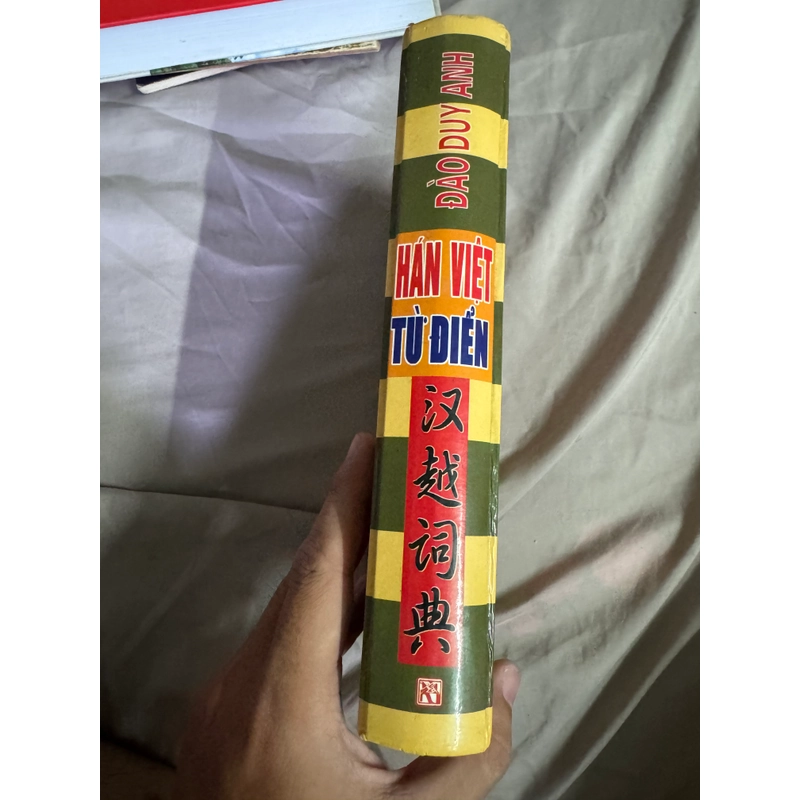 ĐÀO DUY ANH
HÁN VIỆT
TỪ ĐIỂN
汉越词典